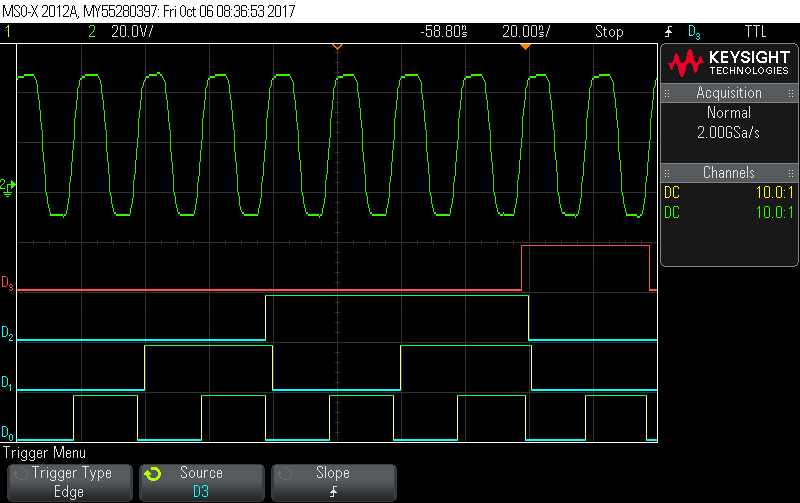 MSO-X 2012A, MY55280397: Fri Oct 06 08:36:53 2017
1 2 20.0V/ -58.80s 20.00s/ Stop D3 TTL
KEYSIGHT
TECHNOLOGIES
Acquisition
Normal
2.00GSa/s
Channels
DC 10.0:1
DC 10.0:1
2
D3
D2
D1
D0
Trigger Menu
Trigger Type Source Slope
Edge D3